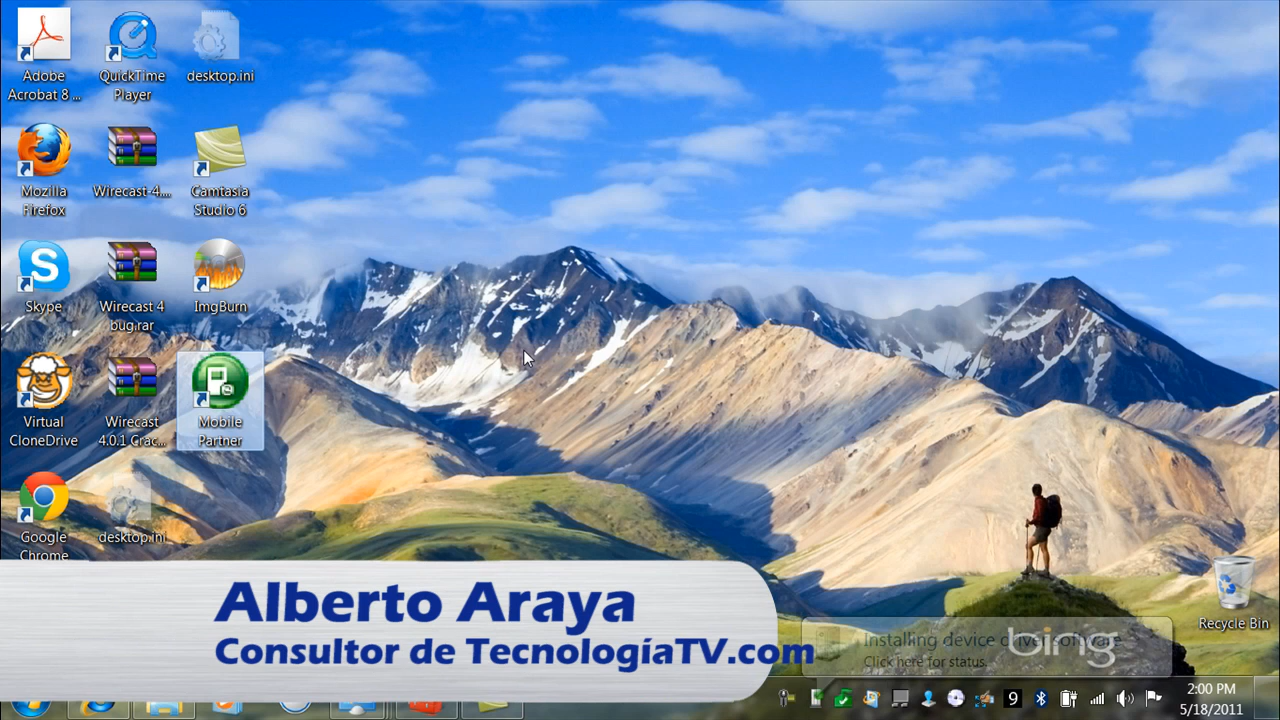 Adobe
Acrobat 8 ...
QuickTime
Player
desktop.ini
Mozilla
Firefox
Wirecast-4....
Camtasia
Studio 6
Skype
Wirecast 4
bug.rar
ImgBurn
Virtual
CloneDrive
Wirecast
4.0.1 Crac...
Mobile
Partner
Google
Chrome
desktop.ini
Alberto Araya
Consultor de TecnologíaTV.com
Installing device driver software
Click here for status.
bing
Recycle Bin
9
2:00 PM
5/18/2011